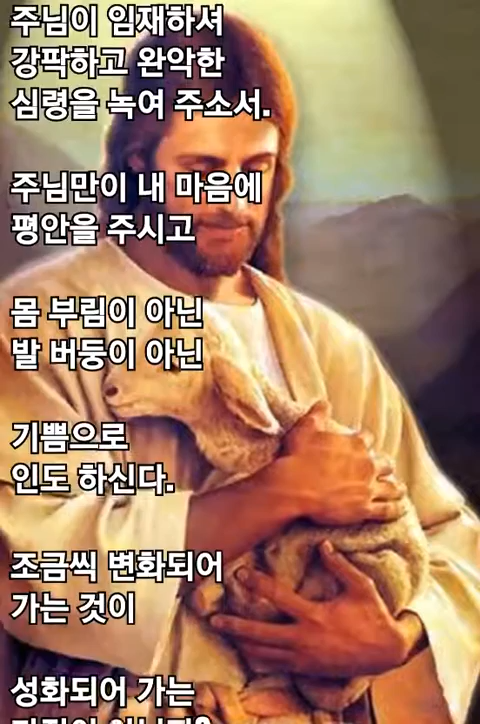 주님이 임재하셔
강팍하고 완악한
심령을 녹여 주소서.
주님만이 내 마음에
평안을 주시고
몸 부림이 아닌
발 버둥이 아닌
기쁨으로
인도 하신다.
조금씩 변화되어
가는 것이
성화되어 가는